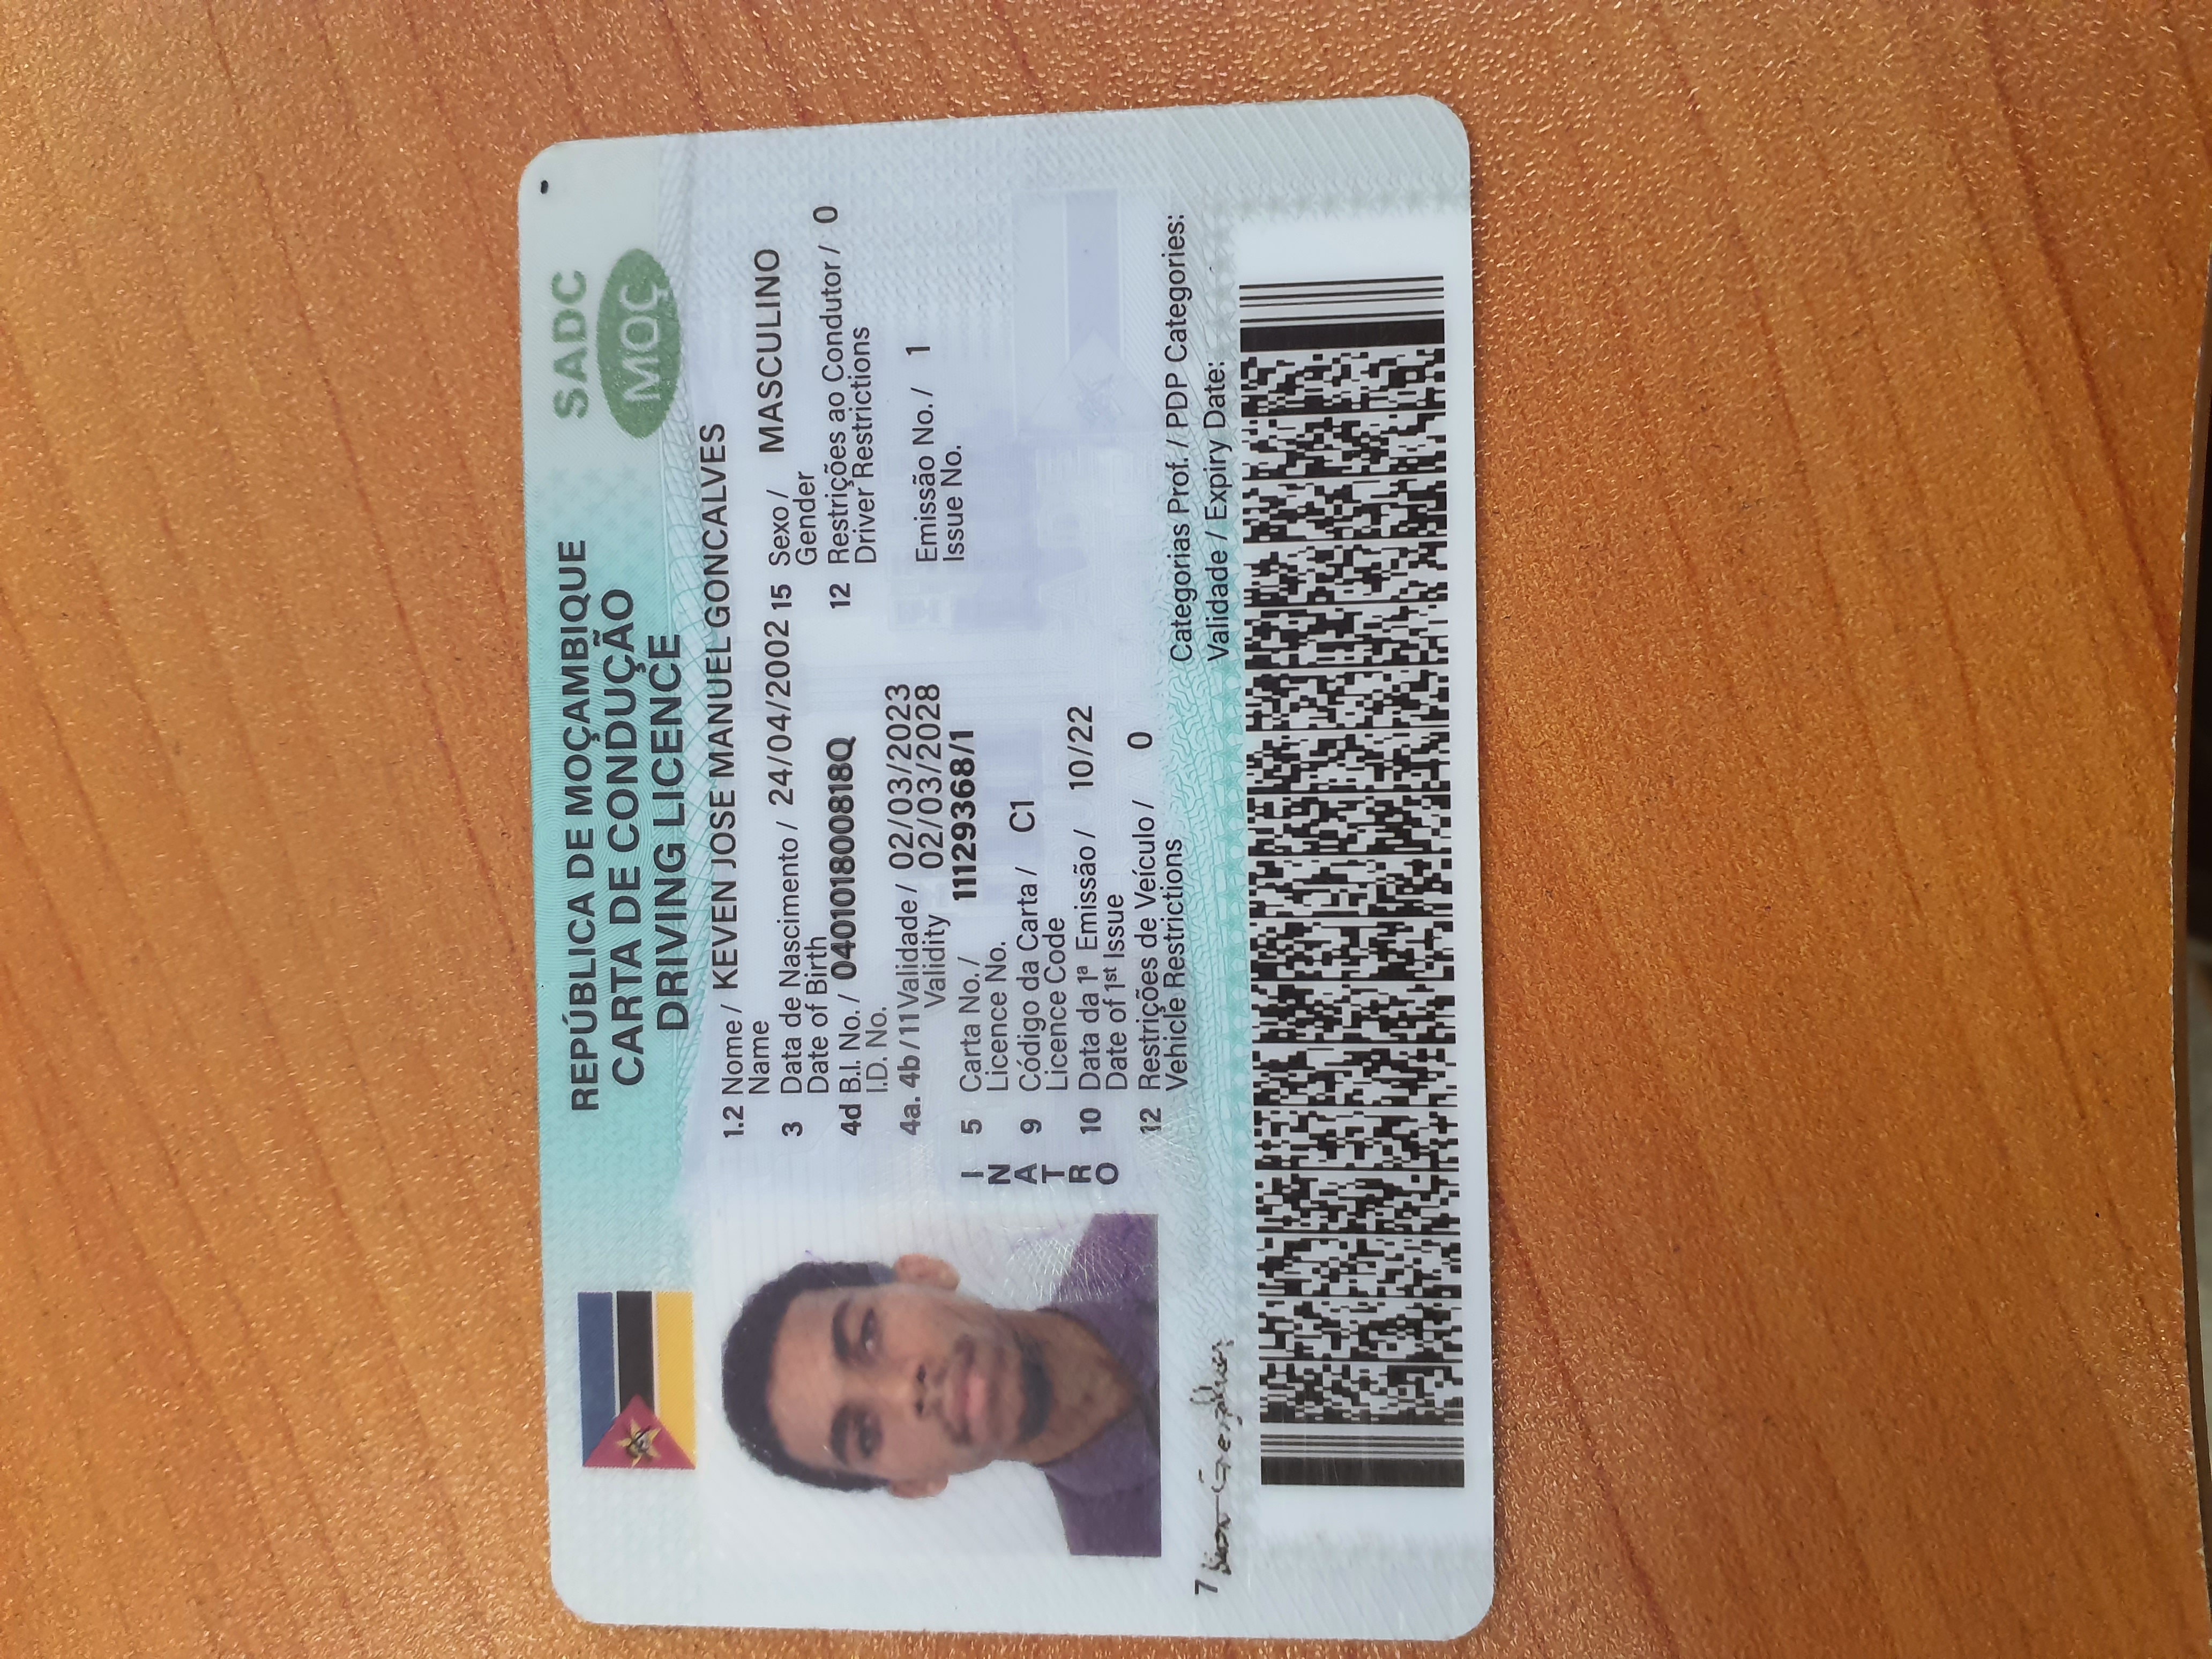 REPÚBLICA DE MOÇAMBIQUE
CARTA DE CONDUÇÃO
DRIVING LICENCE
SADC
MOÇ
1.2 Nome / KEVEN JOSE MANUEL GONCALVES
Name
3 Data de Nascimento / 24/04/2002 15 Sexo / MASCULINO
Date of Birth Gender
4d B.I. No. / 040101800818Q 12 Restrições ao Condutor / 0
I.D. No. Driver Restrictions
4a. 4b / 11 Validade / 02/03/2023 Emissão No. / 1
Validity 02/03/2028 Issue No.
5 Carta No. / 11129368/1
Licence No.
9 Código da Carta / C1
Licence Code
10 Data da 1ª Emissão / 10/22
Date of 1st Issue
12 Restrições de Veículo / 0
Vehicle Restrictions
INATRO
Categorias Prof. / PDP Categories:
Validade / Expiry Date:
7